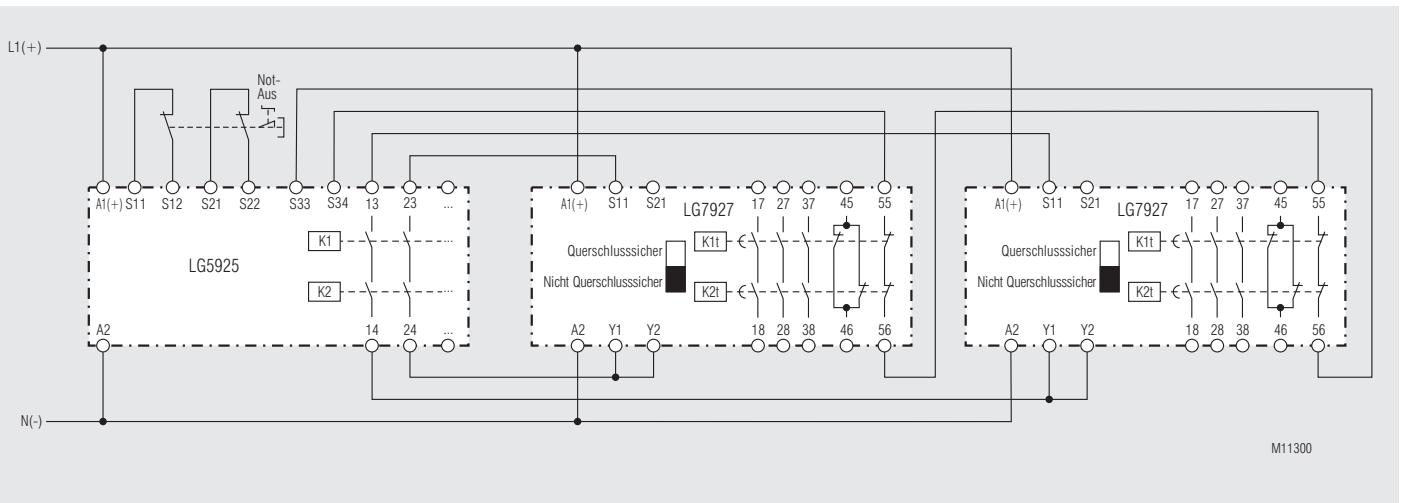 L1(+)
Not-
Aus
A1(+) S11 S12 S21 S22 S33 S34 13 23 ...
K1 ...
LG5925
K2 ...
A2 14 24 ...
A1(+) S11 S21 17 27 37 45 55
LG7927
Querschlusssicher K1t
Nicht Querschlusssicher K2t
A2 Y1 Y2 18 28 38 46 56
A1(+) S11 S21 17 27 37 45 55
LG7927
Querschlusssicher K1t
Nicht Querschlusssicher K2t
A2 Y1 Y2 18 28 38 46 56
N(-)
M11300